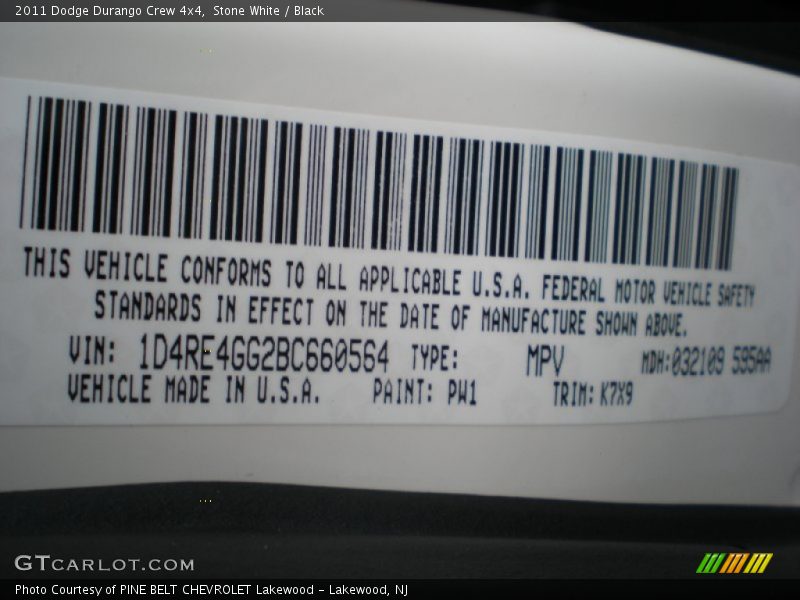 2011 Dodge Durango Crew 4x4, Stone White / Black
THIS VEHICLE CONFORMS TO ALL APPLICABLE U.S.A. FEDERAL MOTOR VEHICLE SAFETY
STANDARDS IN EFFECT ON THE DATE OF MANUFACTURE SHOWN ABOVE.
VIN: 1D4RE4GG2BC660564 TYPE: MPV MDH:032109 595AA
VEHICLE MADE IN U.S.A. PAINT: PW1 TRIM: K7X9
GTCARLOT.COM
Photo Courtesy of PINE BELT CHEVROLET Lakewood - Lakewood, NJ